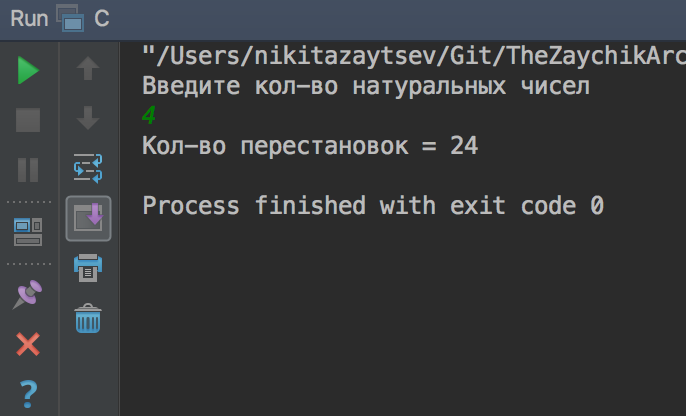 Run C
"/Users/nikitazaytsev/Git/TheZaychikArc
Введите кол-во натуральных чисел
4
Кол-во перестановок = 24
Process finished with exit code 0
?